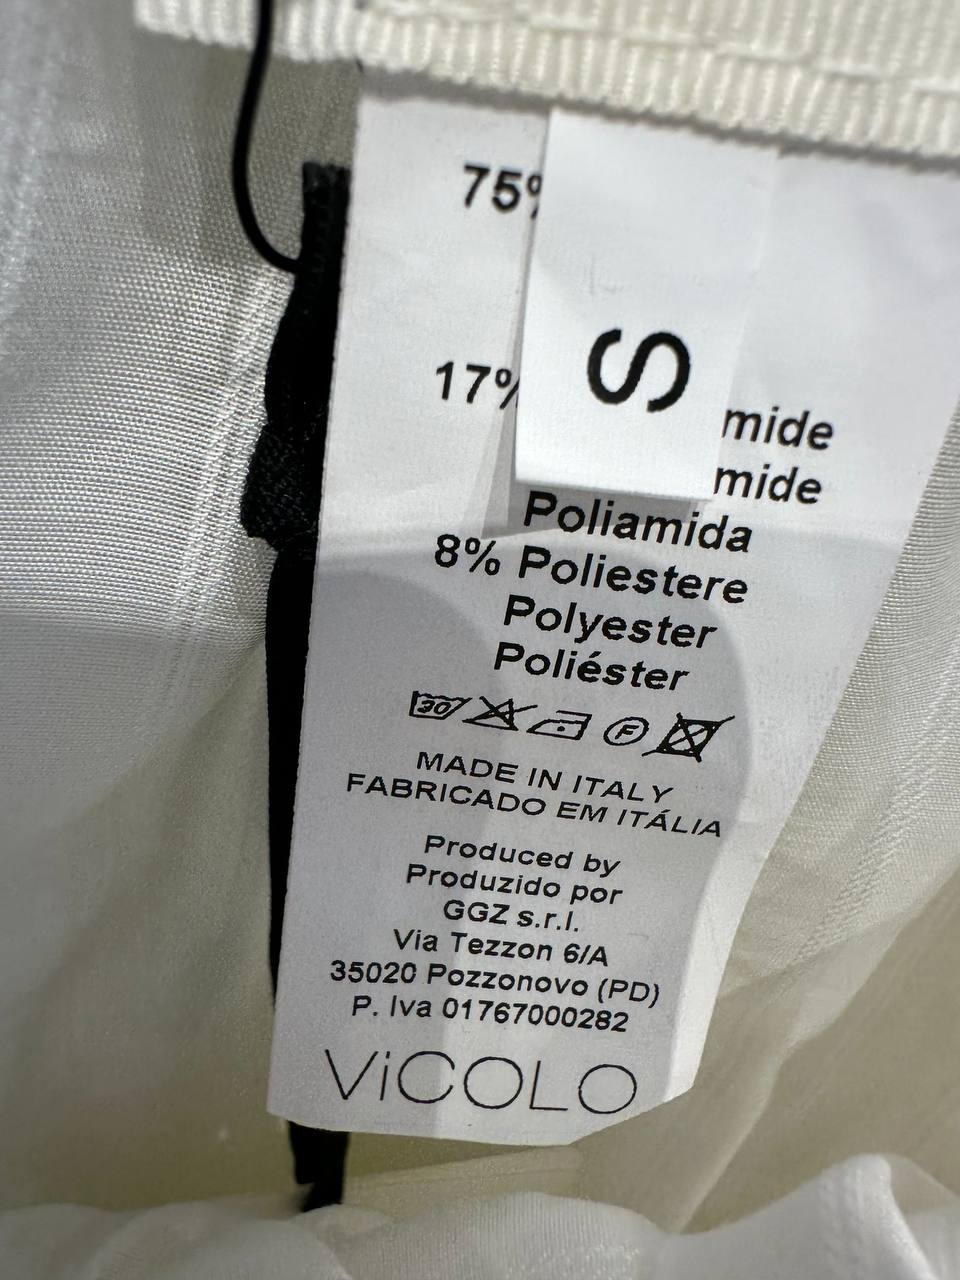 75%
S
17%
mide
mide
Poliamida
8% Poliestere
Polyester
Poliéster
30 F
MADE IN ITALY
FABRICADO EM ITÁLIA
Produced by
Produzido por
GGZ s.r.l.
Via Tezzon 6/A
35020 Pozzonovo (PD)
P. Iva 01767000282
ViCOLO